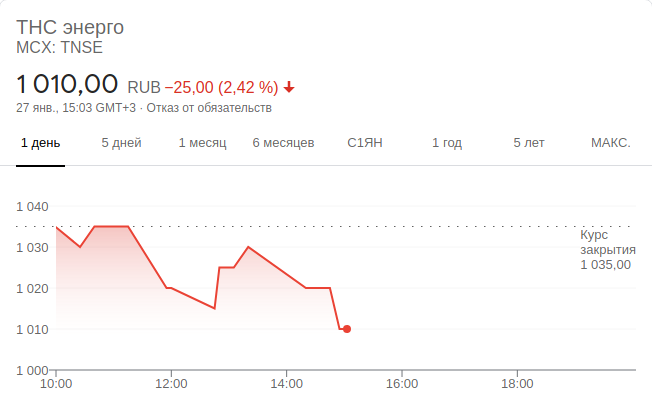 ТНС энерго
MCX: TNSE
1 010,00 RUB −25,00 (2,42 %)
27 янв., 15:03 GMT+3 · Отказ от обязательств
1 день 5 дней 1 месяц 6 месяцев С1ЯН 1 год 5 лет МАКС.
1 040
1 030
1 020
1 010
1 000
Курс
закрытия
1 035,00
10:00 12:00 14:00 16:00 18:00